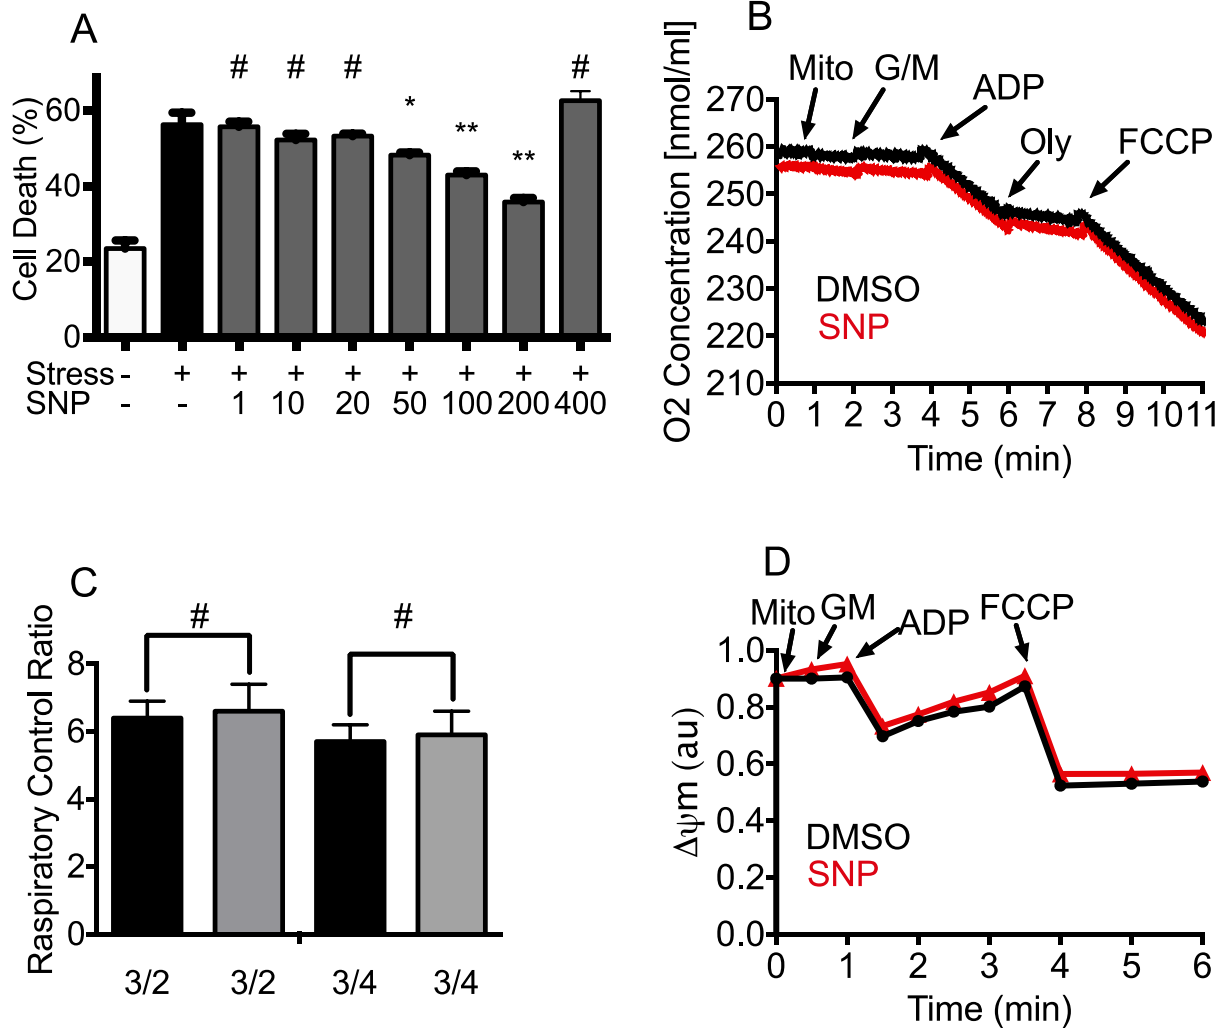 A
# # # * ** ** #
Cell Death (%)
60
40
20
0
Stress - + + + + + + + +
SNP - - 1 10 20 50 100 200 400
B
Mito G/M ADP Oly FCCP
O2 Concentration [nmol/ml]
270
260
250
240
230
220
210
DMSO
SNP
0 1 2 3 4 5 6 7 8 9 10 11
Time (min)
C
# #
Raspiratory Control Ratio
8
6
6
2
0
3/2 3/2 3/4 3/4
D
Mito GM ADP FCCP
Δψm (au)
1.0
0.8
0.6
0.4
0.2
0.0
DMSO
SNP
0 1 2 3 4 5 6
Time (min)